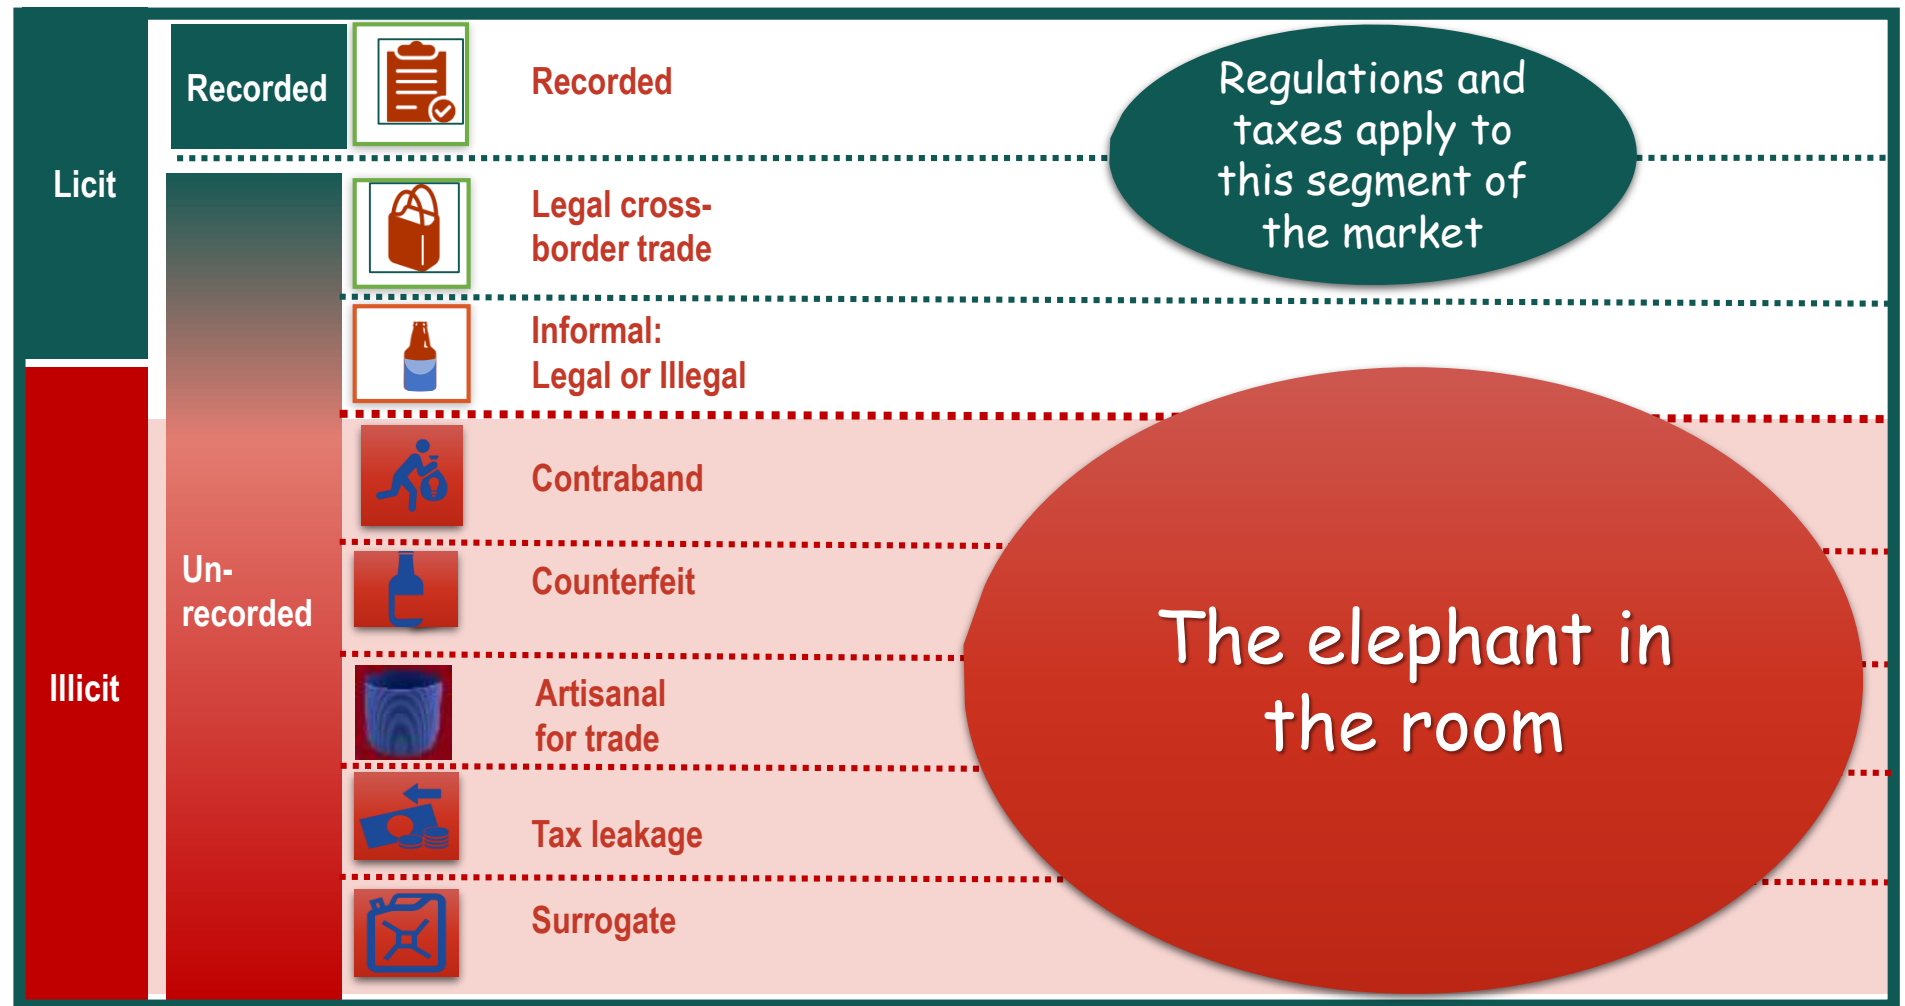 Licit
Recorded
Recorded
Regulations and
taxes apply to
this segment of
the market
Legal cross-
border trade
Informal:
Legal or Illegal
Illicit
Un-
recorded
Contraband
Counterfeit
Artisanal
for trade
Tax leakage
Surrogate
The elephant in
the room